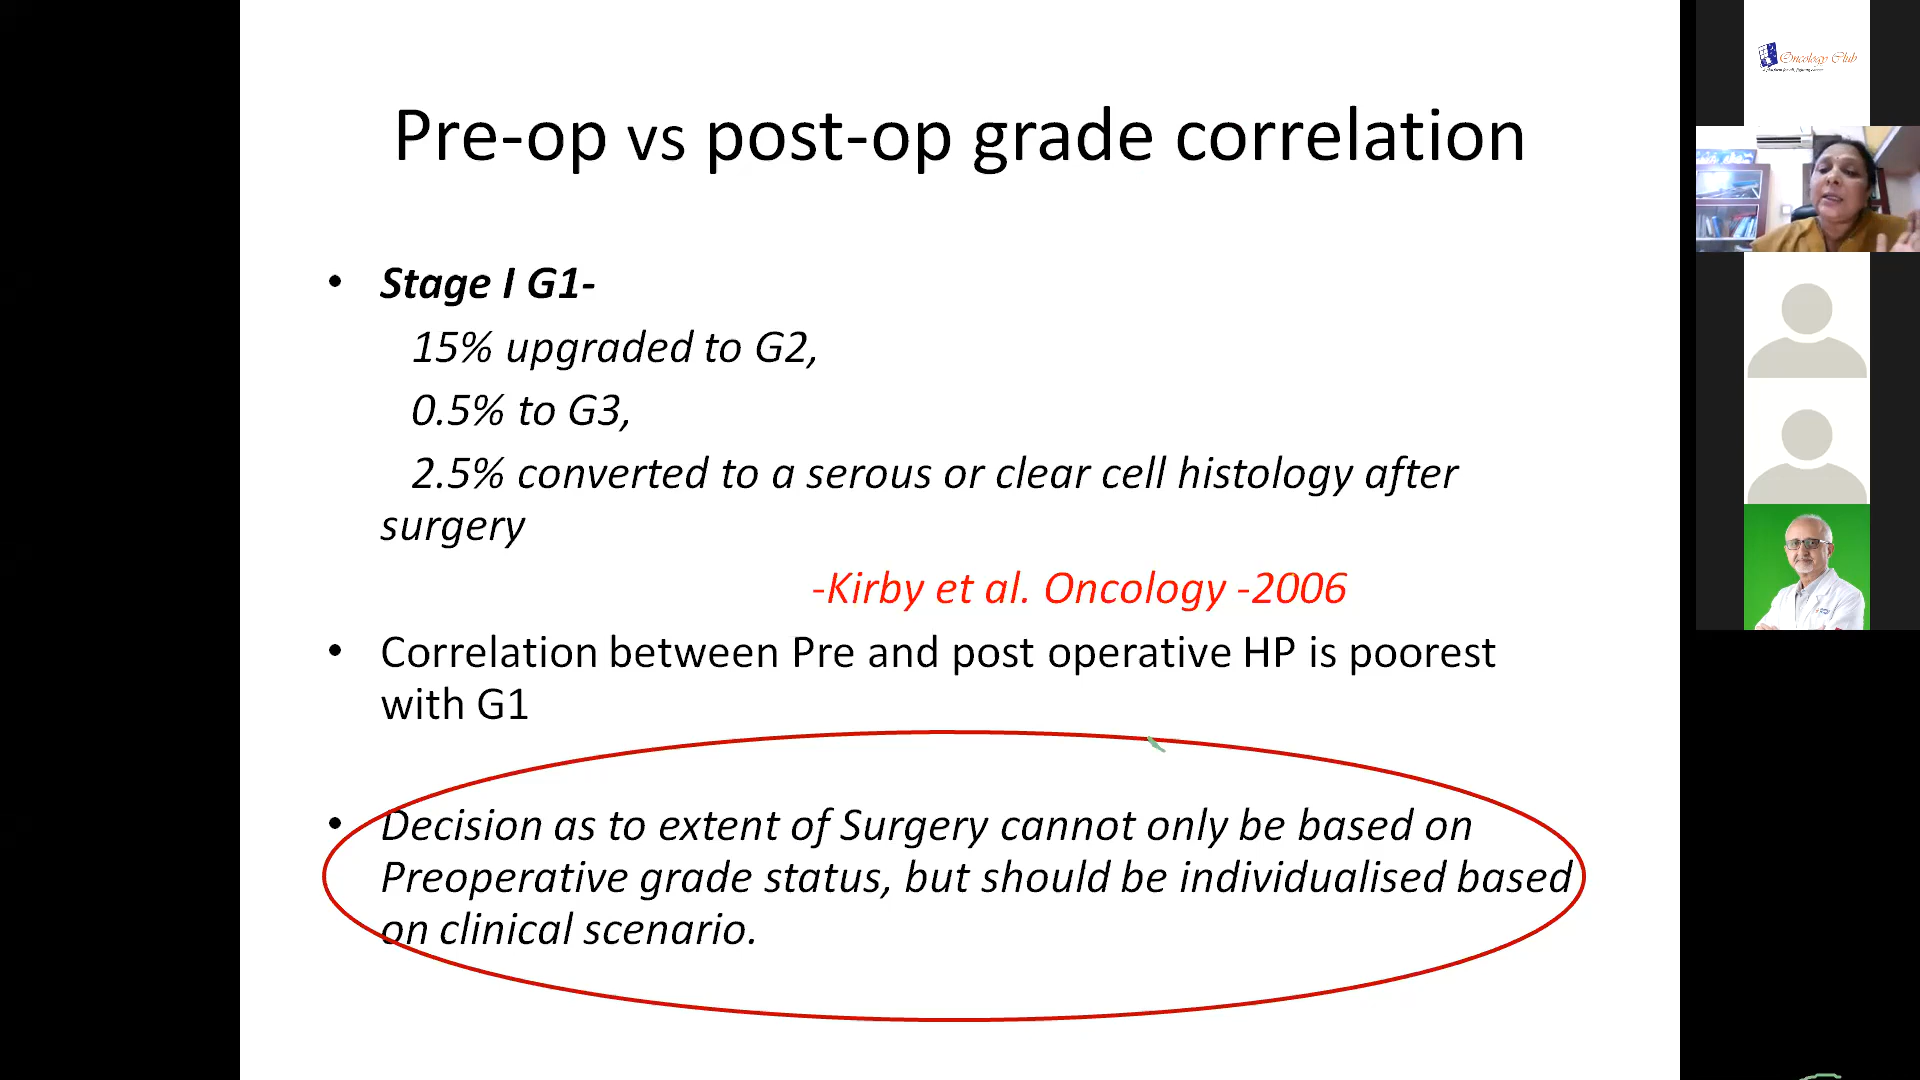 Pre-op vs post-op grade correlation
• Stage I G1-
15% upgraded to G2,
0.5% to G3,
2.5% converted to a serous or clear cell histology after
surgery
-Kirby et al. Oncology -2006
• Correlation between Pre and post operative HP is poorest
with G1
• Decision as to extent of Surgery cannot only be based on
Preoperative grade status, but should be individualised based
on clinical scenario.
Oncology Club